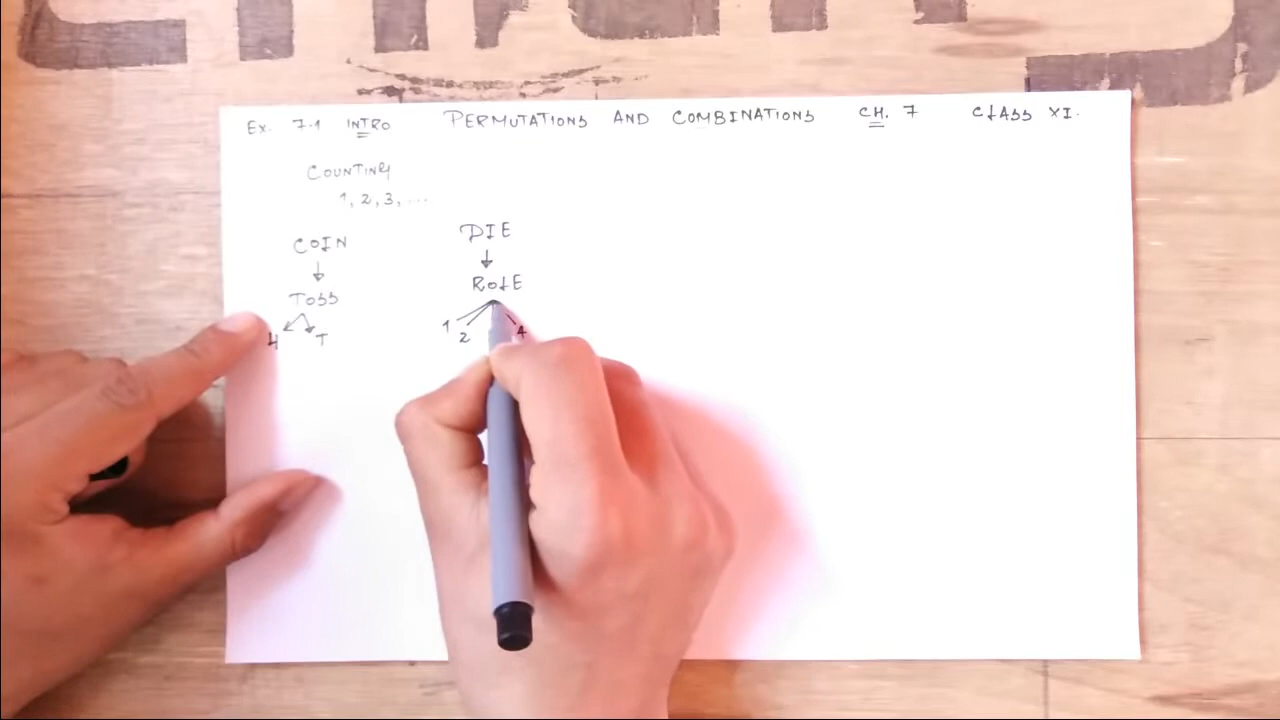 Ex. 7.1 INTRO PERMUTATIONS AND COMBINATIONS CH. 7 CLASS XI.
COUNTING
1, 2, 3, ...
COIN DIE
TOSS ROLE
H T 1 2 4